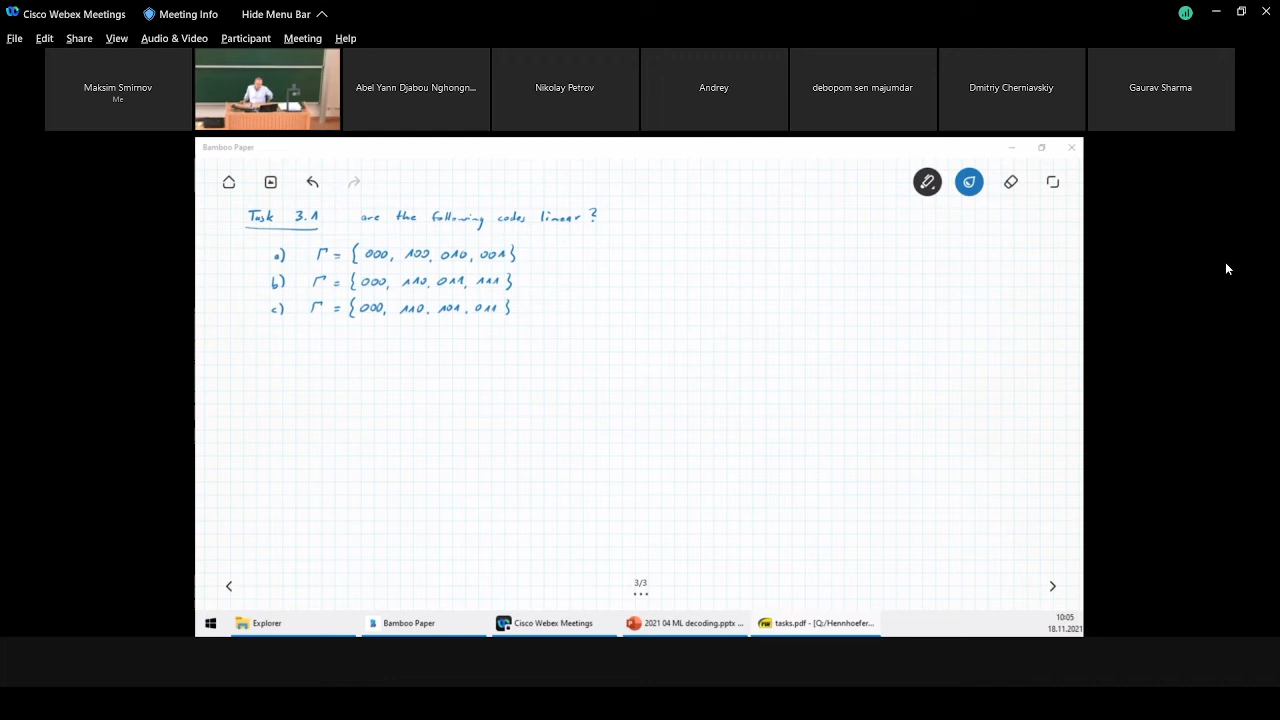 Cisco Webex Meetings Meeting Info Hide Menu Bar
File Edit Share View Audio & Video Participant Meeting Help
Maksim Smirnov
Me
Abel Yann Djabou Nghongn...
Nikolay Petrov
Andrey
debopom sen majumdar
Dmitriy Cherniavskiy
Gaurav Sharma
Bamboo Paper
Task 3.1 are the following codes linear?
a) Γ = {000, 100, 010, 001}
b) Γ = {000, 110, 011, 111}
c) Γ = {000, 110, 101, 011}
3/3
Explorer Bamboo Paper Cisco Webex Meetings 2021 04 ML decoding.pptx ... tasks.pdf - [Q:/Hennhoefer... 10:05
18.11.2021